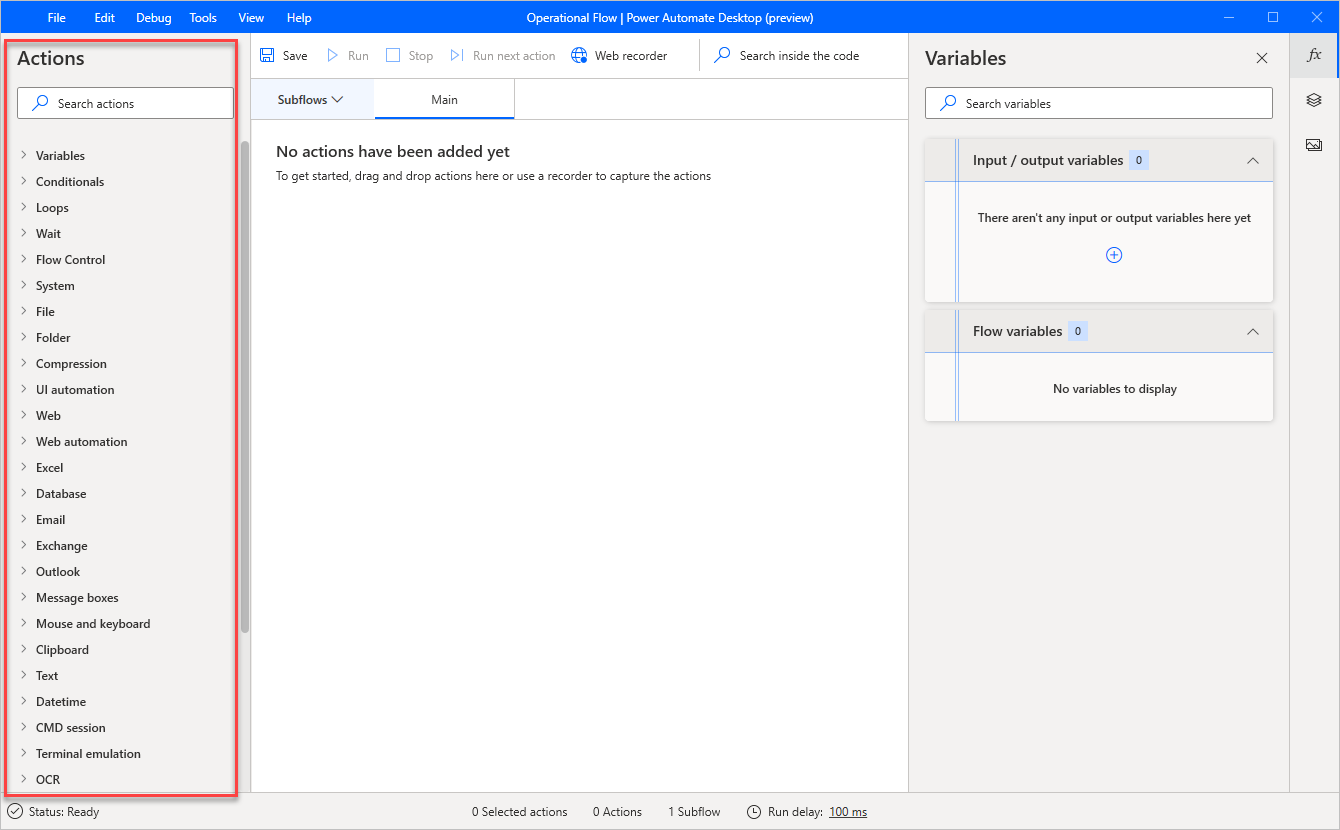 File Edit Debug Tools View Help
Operational Flow | Power Automate Desktop (preview)
Actions
Search actions
Variables
Conditionals
Loops
Wait
Flow Control
System
File
Folder
Compression
UI automation
Web
Web automation
Excel
Database
Email
Exchange
Outlook
Message boxes
Mouse and keyboard
Clipboard
Text
Datetime
CMD session
Terminal emulation
OCR
Save Run Stop Run next action Web recorder Search inside the code
Subflows Main
No actions have been added yet
To get started, drag and drop actions here or use a recorder to capture the actions
Variables
Search variables
Input / output variables 0
There aren't any input or output variables here yet
Flow variables 0
No variables to display
fx
Status: Ready 0 Selected actions 0 Actions 1 Subflow Run delay: 100 ms